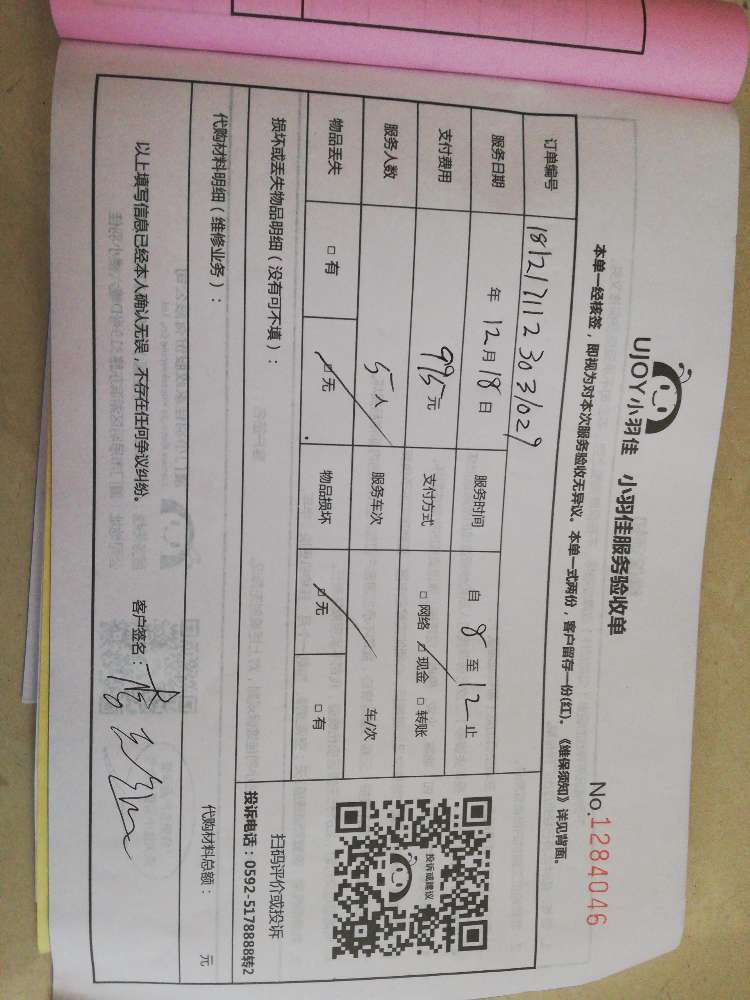 UJOY小羽佳
小羽佳服务验收单
No.1284046
本单一经核签，即视为对本次服务验收无异议。本单一式两份，客户留存一份(红)。《维保须知》详见背面。
订单编号 1812171123031029
服务日期 年 12月 18日 服务时间 自 8 至 12 止
支付费用 995元 支付方式 □网络 □现金 □转账
服务人数 5人 服务车次 车/次
物品丢失 □有 □无 物品损坏 □无 □有
损坏或丢失物品明细（没有可不填）：
投诉或建议
扫码评价或投诉
投诉电话：0592-5178888转2
代购材料明细（维修业务）：
代购材料总额： 元
以上填写信息已经本人确认无误，不存在任何争议纠纷。 客户签名：